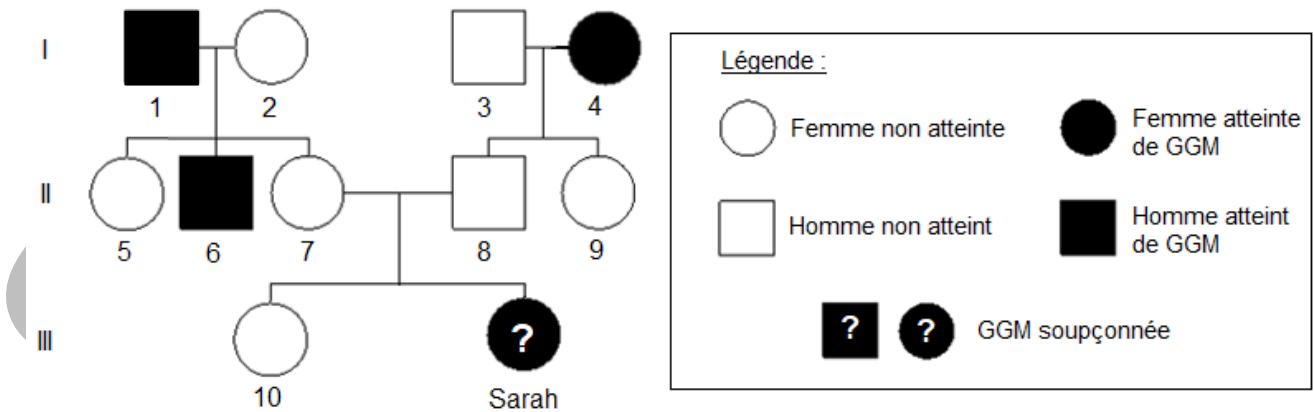 I
1
2
3
4
II
5
6
7
8
9
III
?
10
Sarah
Légende :
Femme non atteinte
Femme atteinte
de GGM
Homme non atteint
Homme atteint
de GGM
?
?
GGM soupçonnée